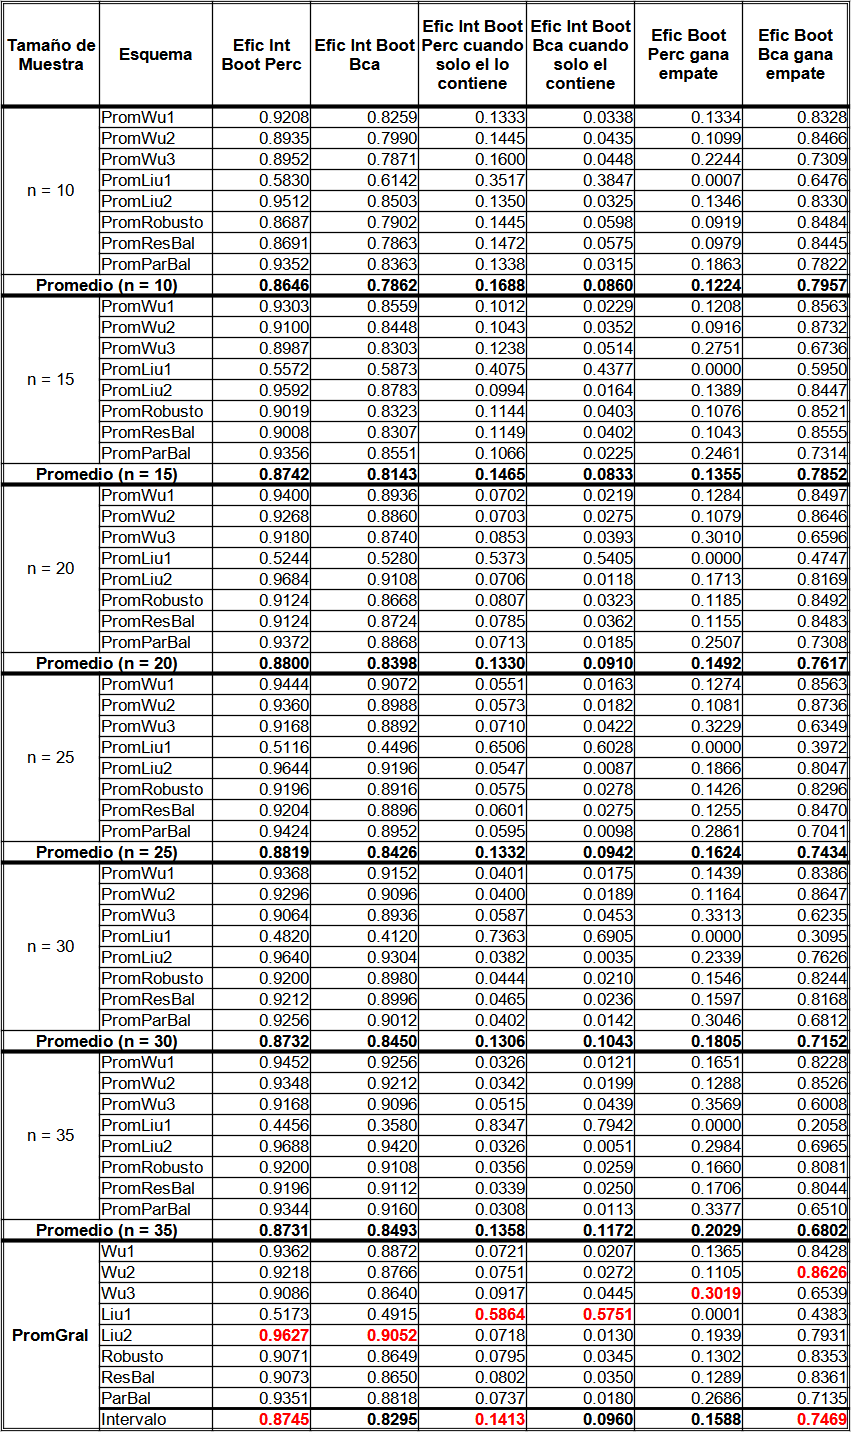 Tamaño de Muestra | Esquema | Efic Int Boot Perc | Efic Int Boot Bca | Efic Int Boot Perc cuando solo el lo contiene | Efic Int Boot Bca cuando solo el contiene | Efic Boot Perc gana empate | Efic Boot Bca gana empate
n = 10
PromWu1 0.9208 0.8259 0.1333 0.0338 0.1334 0.8328
PromWu2 0.8935 0.7990 0.1445 0.0435 0.1099 0.8466
PromWu3 0.8952 0.7871 0.1600 0.0448 0.2244 0.7309
PromLiu1 0.5830 0.6142 0.3517 0.3847 0.0007 0.6476
PromLiu2 0.9512 0.8503 0.1350 0.0325 0.1346 0.8330
PromRobusto 0.8687 0.7902 0.1445 0.0598 0.0919 0.8484
PromResBal 0.8691 0.7863 0.1472 0.0575 0.0979 0.8445
PromParBal 0.9352 0.8363 0.1338 0.0315 0.1863 0.7822
Promedio (n = 10) 0.8646 0.7862 0.1688 0.0860 0.1224 0.7957
n = 15
PromWu1 0.9303 0.8559 0.1012 0.0229 0.1208 0.8563
PromWu2 0.9100 0.8448 0.1043 0.0352 0.0916 0.8732
PromWu3 0.8987 0.8303 0.1238 0.0514 0.2751 0.6736
PromLiu1 0.5572 0.5873 0.4075 0.4377 0.0000 0.5950
PromLiu2 0.9592 0.8783 0.0994 0.0164 0.1389 0.8447
PromRobusto 0.9019 0.8323 0.1144 0.0403 0.1076 0.8521
PromResBal 0.9008 0.8307 0.1149 0.0402 0.1043 0.8555
PromParBal 0.9356 0.8551 0.1066 0.0225 0.2461 0.7314
Promedio (n = 15) 0.8742 0.8143 0.1465 0.0833 0.1355 0.7852
n = 20
PromWu1 0.9400 0.8936 0.0702 0.0219 0.1284 0.8497
PromWu2 0.9268 0.8860 0.0703 0.0275 0.1079 0.8646
PromWu3 0.9180 0.8740 0.0853 0.0393 0.3010 0.6596
PromLiu1 0.5244 0.5280 0.5373 0.5405 0.0000 0.4747
PromLiu2 0.9684 0.9108 0.0706 0.0118 0.1713 0.8169
PromRobusto 0.9124 0.8668 0.0807 0.0323 0.1185 0.8492
PromResBal 0.9124 0.8724 0.0785 0.0362 0.1155 0.8483
PromParBal 0.9372 0.8868 0.0713 0.0185 0.2507 0.7308
Promedio (n = 20) 0.8800 0.8398 0.1330 0.0910 0.1492 0.7617
n = 25
PromWu1 0.9444 0.9072 0.0551 0.0163 0.1274 0.8563
PromWu2 0.9360 0.8988 0.0573 0.0182 0.1081 0.8736
PromWu3 0.9168 0.8892 0.0710 0.0422 0.3229 0.6349
PromLiu1 0.5116 0.4496 0.6506 0.6028 0.0000 0.3972
PromLiu2 0.9644 0.9196 0.0547 0.0087 0.1866 0.8047
PromRobusto 0.9196 0.8916 0.0575 0.0278 0.1426 0.8296
PromResBal 0.9204 0.8896 0.0601 0.0275 0.1255 0.8470
PromParBal 0.9424 0.8952 0.0595 0.0098 0.2861 0.7041
Promedio (n = 25) 0.8819 0.8426 0.1332 0.0942 0.1624 0.7434
n = 30
PromWu1 0.9368 0.9152 0.0401 0.0175 0.1439 0.8386
PromWu2 0.9296 0.9096 0.0400 0.0189 0.1164 0.8647
PromWu3 0.9064 0.8936 0.0587 0.0453 0.3313 0.6235
PromLiu1 0.4820 0.4120 0.7363 0.6905 0.0000 0.3095
PromLiu2 0.9640 0.9304 0.0382 0.0035 0.2339 0.7626
PromRobusto 0.9200 0.8980 0.0444 0.0210 0.1546 0.8244
PromResBal 0.9212 0.8996 0.0465 0.0236 0.1597 0.8168
PromParBal 0.9256 0.9012 0.0402 0.0142 0.3046 0.6812
Promedio (n = 30) 0.8732 0.8450 0.1306 0.1043 0.1805 0.7152
n = 35
PromWu1 0.9452 0.9256 0.0326 0.0121 0.1651 0.8228
PromWu2 0.9348 0.9212 0.0342 0.0199 0.1288 0.8526
PromWu3 0.9168 0.9096 0.0515 0.0439 0.3569 0.6008
PromLiu1 0.4456 0.3580 0.8347 0.7942 0.0000 0.2058
PromLiu2 0.9688 0.9420 0.0326 0.0051 0.2984 0.6965
PromRobusto 0.9200 0.9108 0.0356 0.0259 0.1660 0.8081
PromResBal 0.9196 0.9112 0.0339 0.0250 0.1706 0.8044
PromParBal 0.9344 0.9160 0.0308 0.0113 0.3377 0.6510
Promedio (n = 35) 0.8731 0.8493 0.1358 0.1172 0.2029 0.6802
PromGral
Wu1 0.9362 0.8872 0.0721 0.0207 0.1365 0.8428
Wu2 0.9218 0.8766 0.0751 0.0272 0.1105 0.8626
Wu3 0.9086 0.8640 0.0917 0.0445 0.3019 0.6539
Liu1 0.5173 0.4915 0.5864 0.5751 0.0001 0.4383
Liu2 0.9627 0.9052 0.0718 0.0130 0.1939 0.7931
Robusto 0.9071 0.8649 0.0795 0.0345 0.1302 0.8353
ResBal 0.9073 0.8650 0.0802 0.0350 0.1289 0.8361
ParBal 0.9351 0.8818 0.0737 0.0180 0.2686 0.7135
Intervalo 0.8745 0.8295 0.1413 0.0960 0.1588 0.7469